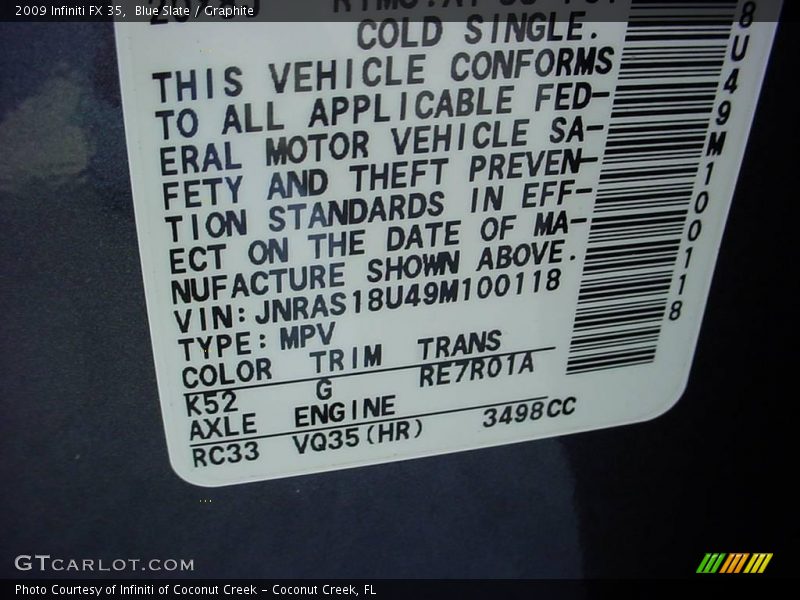 2009 Infiniti FX 35, Blue Slate / Graphite
COLD SINGLE.
THIS VEHICLE CONFORMS
TO ALL APPLICABLE FED-
ERAL MOTOR VEHICLE SA-
FETY AND THEFT PREVEN-
TION STANDARDS IN EFF-
ECT ON THE DATE OF MA-
NUFACTURE SHOWN ABOVE.
VIN:JNRAS18U49M100118
TYPE:MPV
COLOR TRIM TRANS
K52 G RE7R01A
AXLE ENGINE
RC33 VQ35(HR) 3498CC
8U49M100118
GTCARLOT.COM
Photo Courtesy of Infiniti of Coconut Creek - Coconut Creek, FL